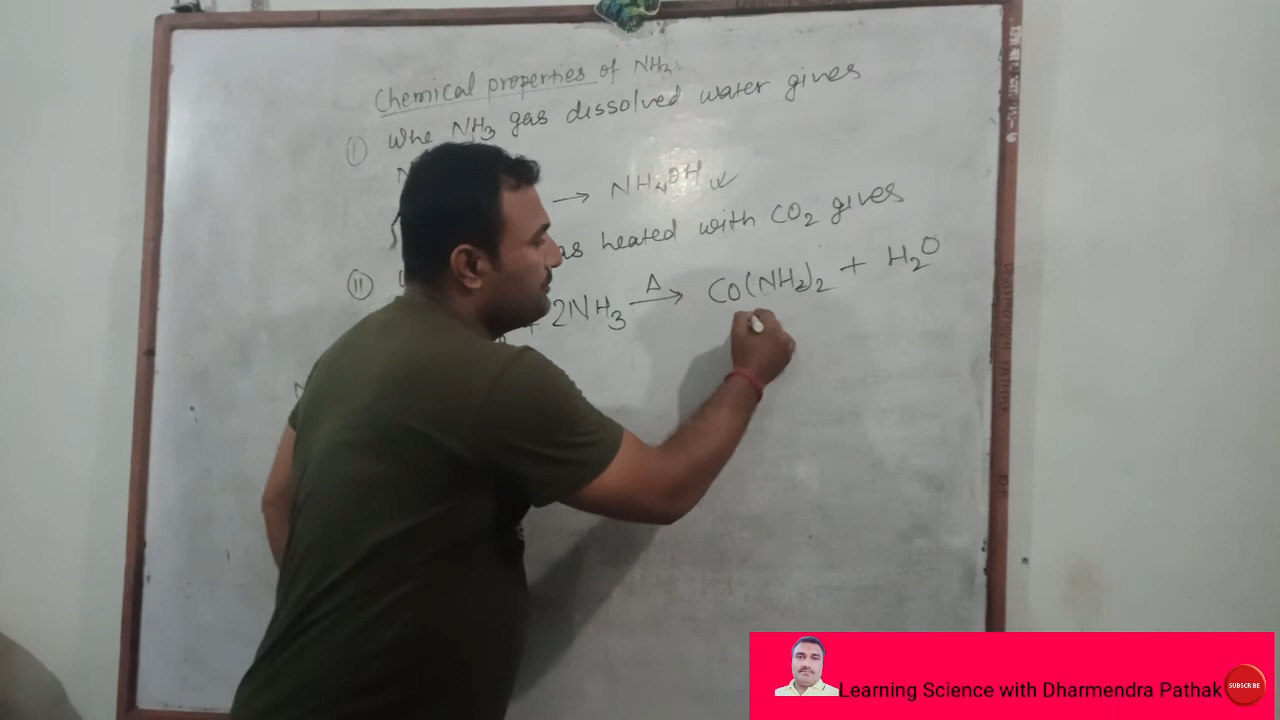 Chemical properties of NH3.
I Whe NH3 gas dissolved water gives
→ NH4OH
II as heated with CO2 gives
+ 2NH3 Δ→ Co(NH2)2 + H2O
Learning Science with Dharmendra Pathak
SUBSCRIBE